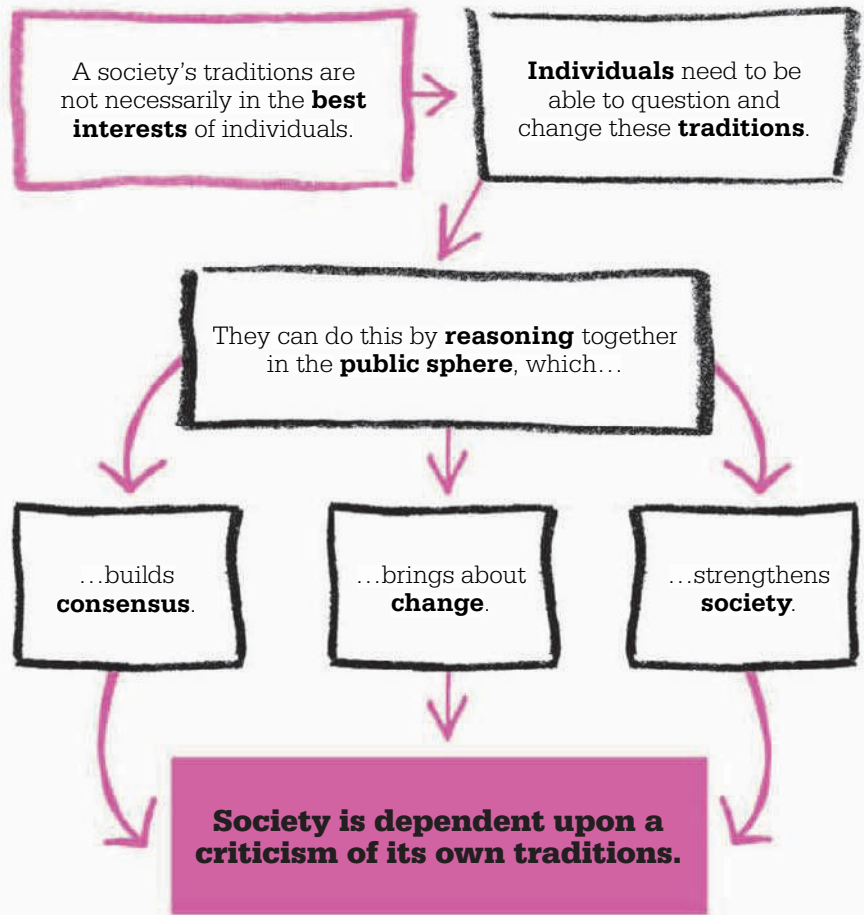 A society’s traditions are
not necessarily in the best
interests of individuals.
Individuals need to be
able to question and
change these traditions.
They can do this by reasoning together
in the public sphere, which…
…builds
consensus.
…brings about
change.
…strengthens
society.
Society is dependent upon a
criticism of its own traditions.